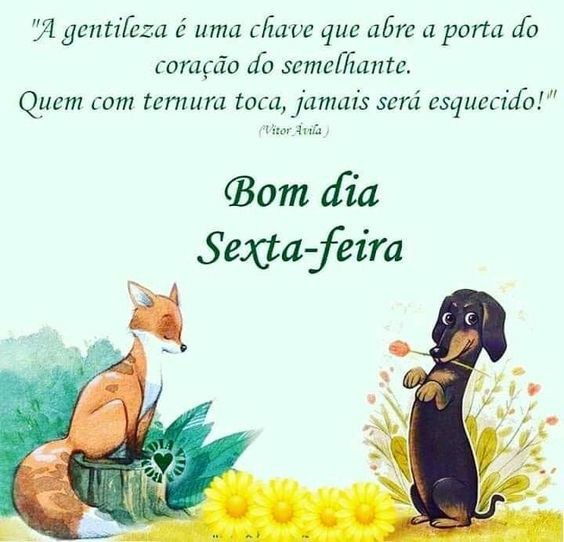 "A gentileza é uma chave que abre a porta do
coração do semelhante.
Quem com ternura toca, jamais será esquecido!"
(Vitor Ávila )
Bom dia
Sexta-feira